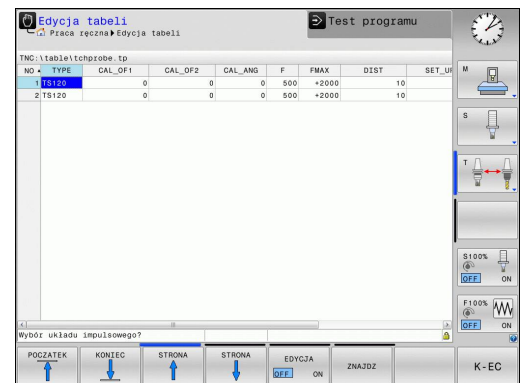 Edycja tabeli
Praca ręczna▶Edycja tabeli
Test programu
TNC:\table\tchprobe.tp
NO TYPE CAL_OF1 CAL_OF2 CAL_ANG F FMAX DIST SET_UP
1 TS120 0 0 0 500 +2000 10
2 TS120 0 0 0 500 +2000 10
Wybór układu impulsowego?
M
S
T
S100%
OFF ON
F100%
OFF ON
POCZATEK
KONIEC
STRONA
STRONA
EDYCJA
OFF ON
ZNAJDZ
K-EC